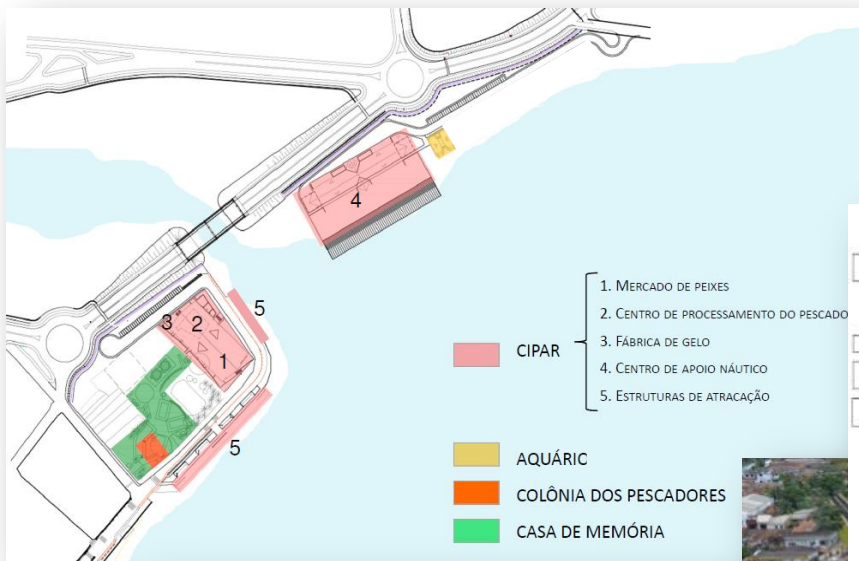 4
5
3
2
1
5
CIPAR
1. MERCADO DE PEIXES
2. CENTRO DE PROCESSAMENTO DO PESCADO
3. FÁBRICA DE GELO
4. CENTRO DE APOIO NÁUTICO
5. ESTRUTURAS DE ATRACAÇÃO
AQUÁRIO
COLÔNIA DOS PESCADORES
CASA DE MEMÓRIA